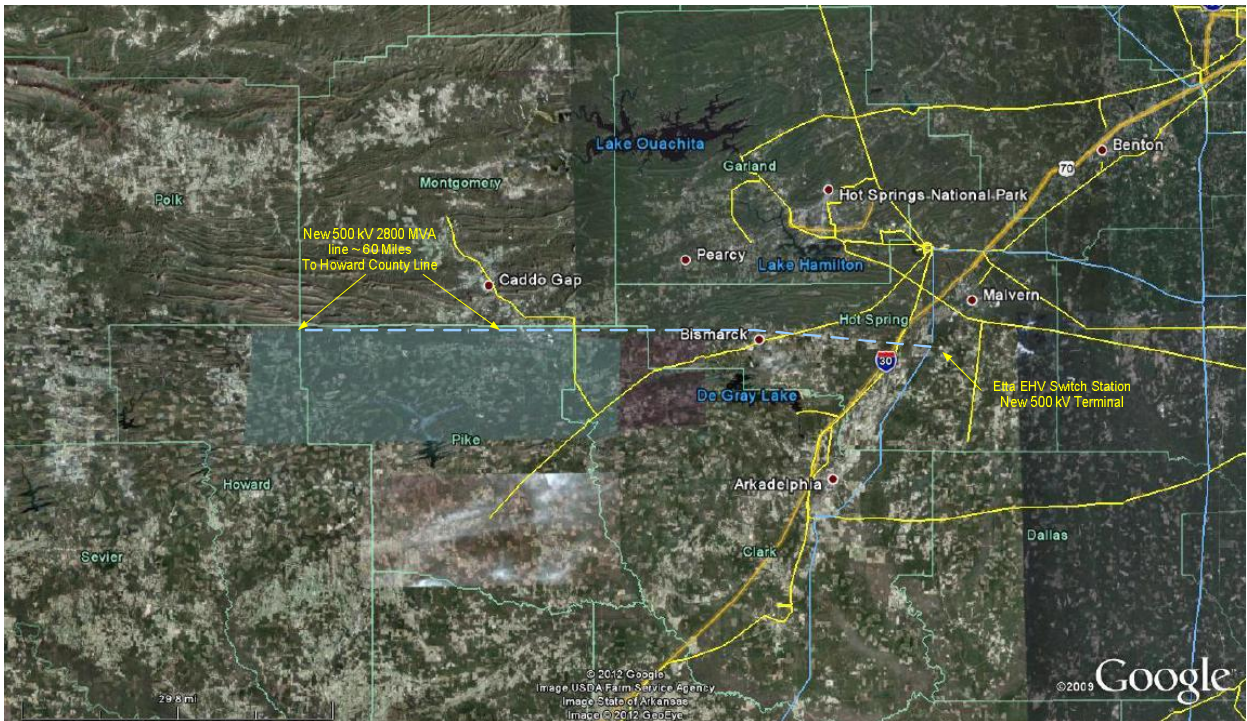 Lake Ouachita
Benton
70
Garland
Montgomery
Hot Springs National Park
Polk
New 500 kV 2800 MVA
line ~ 60 Miles
To Howard County Line
Pearcy
Lake Hamilton
Caddo Gap
Malvern
Hot Spring
Bismarck
30
Etta EHV Switch Station
New 500 kV Terminal
De Gray Lake
Pike
Howard
Arkadelphia
Clark
Dallas
Sevier
© 2012 Google
Image USDA Farm Service Agency
Image State of Arkansas
Image © 2012 GeoEye
29.8 mi
©2009 Google